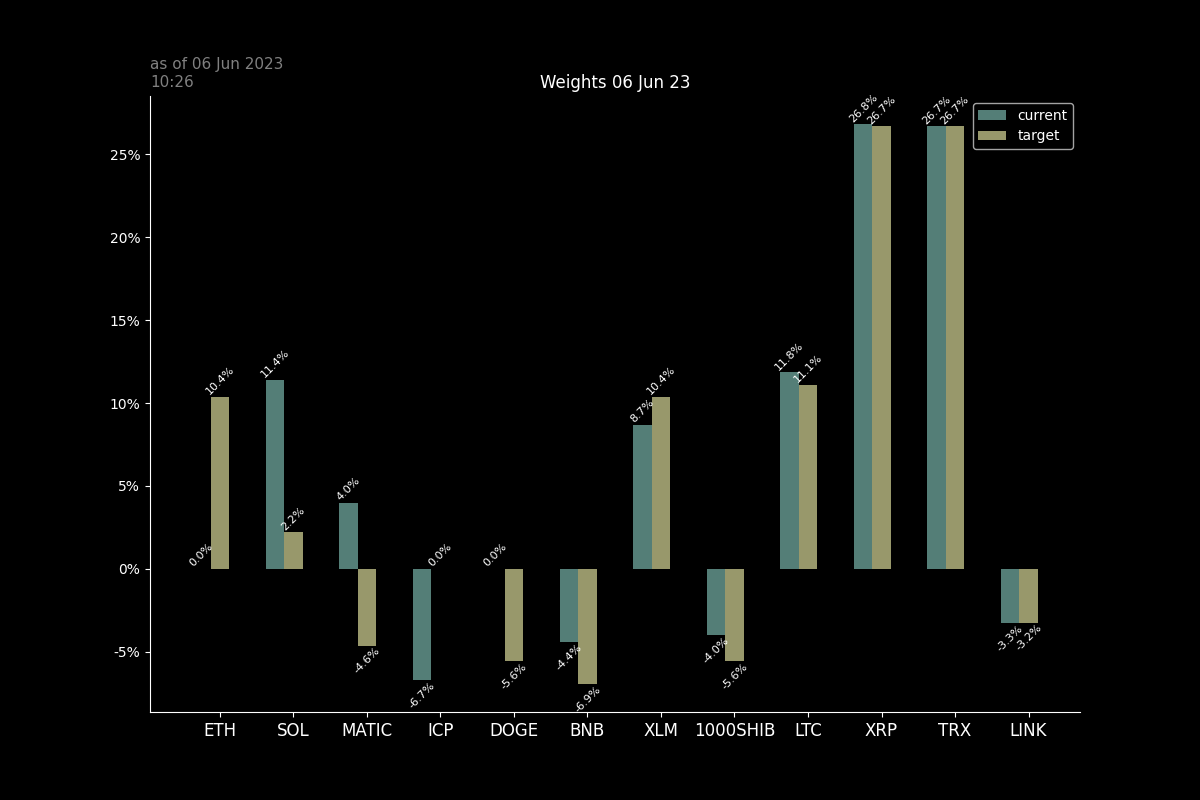 as of 06 Jun 2023
10:26
Weights 06 Jun 23
current
target
25%
20%
15%
10%
5%
0%
-5%
0.0%
10.4%
11.4%
2.2%
4.0%
-4.6%
-6.7%
0.0%
0.0%
-5.6%
-4.4%
-6.9%
8.7%
10.4%
-4.0%
-5.6%
11.8%
11.1%
26.8%
26.7%
26.7%
26.7%
-3.3%
-3.2%
ETH
SOL
MATIC
ICP
DOGE
BNB
XLM
1000SHIB
LTC
XRP
TRX
LINK